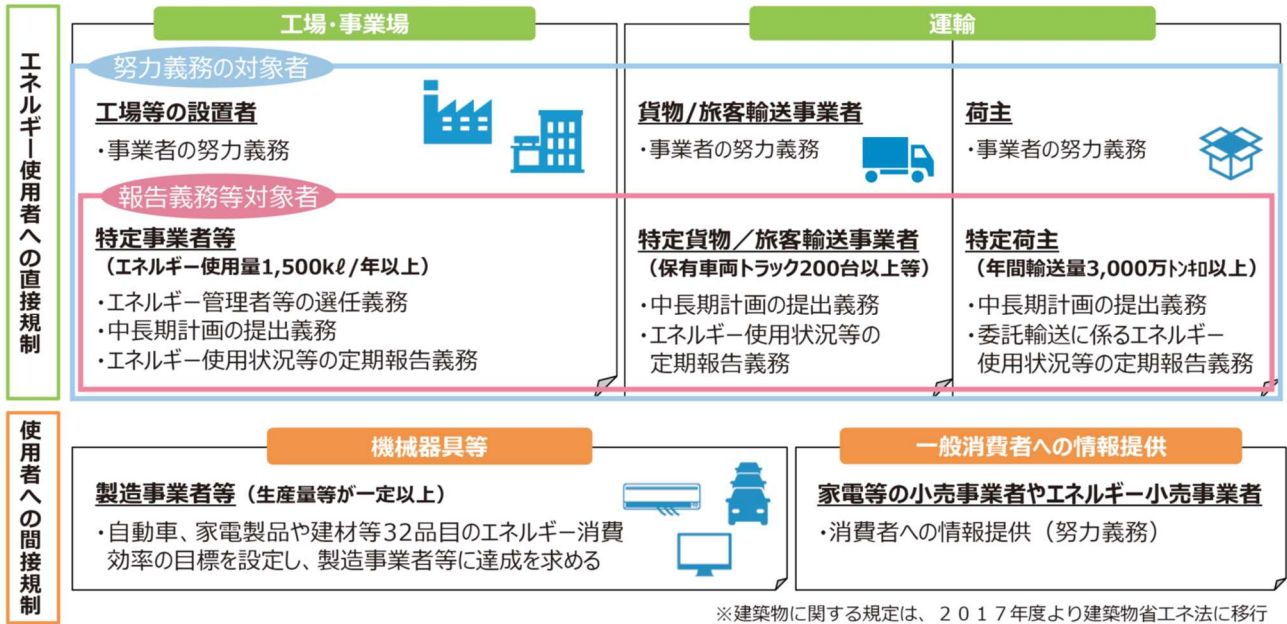 エネルギー使用者への直接規制
工場・事業場
運輸
努力義務の対象者
工場等の設置者
・事業者の努力義務
貨物/旅客輸送事業者
・事業者の努力義務
荷主
・事業者の努力義務
報告義務等対象者
特定事業者等
（エネルギー使用量1,500kℓ/年以上）
・エネルギー管理者等の選任義務
・中長期計画の提出義務
・エネルギー使用状況等の定期報告義務
特定貨物／旅客輸送事業者
（保有車両トラック200台以上等）
・中長期計画の提出義務
・エネルギー使用状況等の
定期報告義務
特定荷主
（年間輸送量3,000万トンキロ以上）
・中長期計画の提出義務
・委託輸送に係るエネルギー
使用状況等の定期報告義務
使用者への間接規制
機械器具等
製造事業者等（生産量等が一定以上）
・自動車、家電製品や建材等32品目のエネルギー消費
効率の目標を設定し、製造事業者等に達成を求める
一般消費者への情報提供
家電等の小売事業者やエネルギー小売事業者
・消費者への情報提供（努力義務）
※建築物に関する規定は、２０１７年度より建築物省エネ法に移行